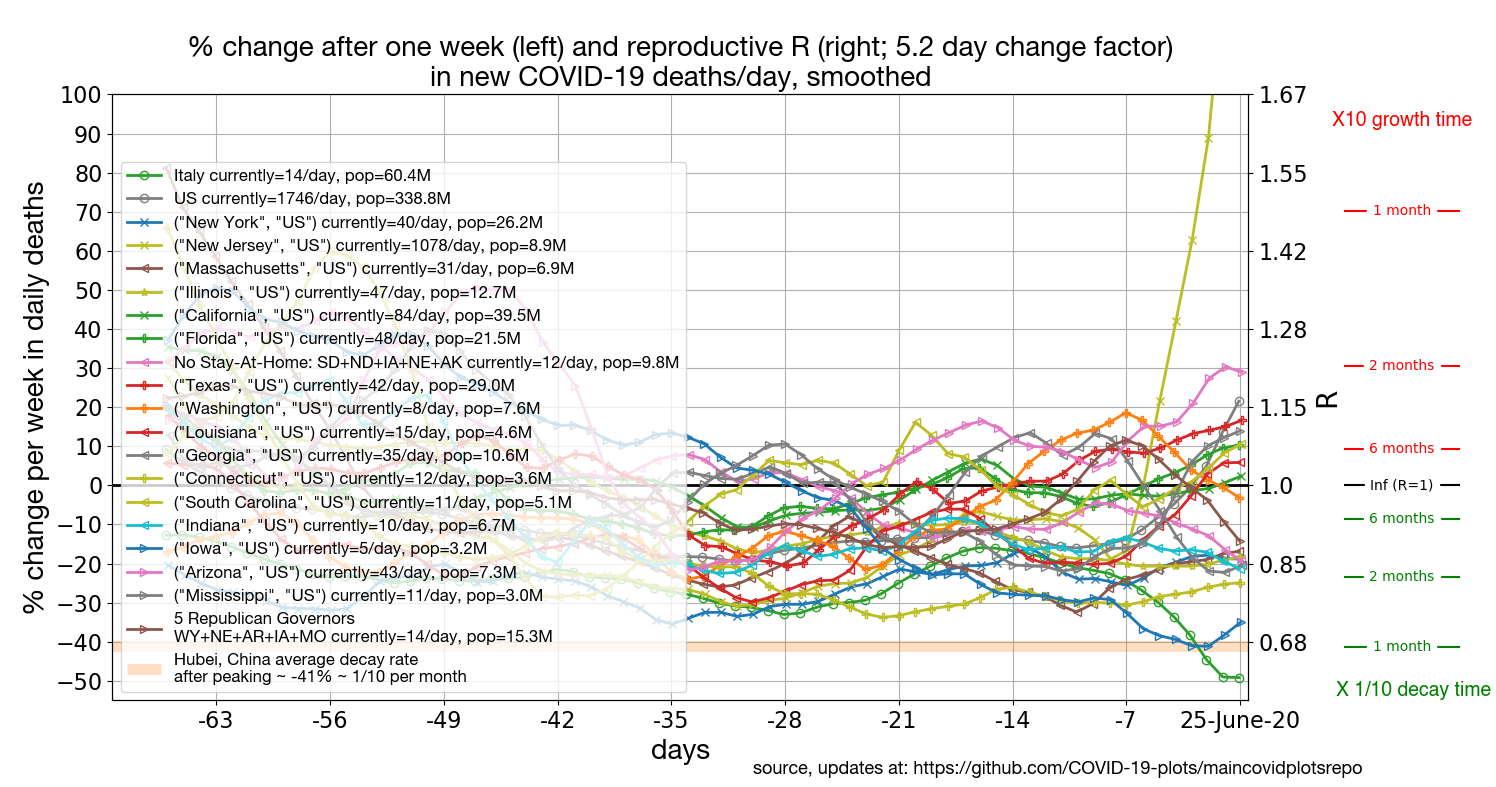 % change after one week (left) and reproductive R (right; 5.2 day change factor)
in new COVID-19 deaths/day, smoothed
% change per week in daily deaths
100
90
80
70
60
50
40
30
20
10
0
−10
−20
−30
−40
−50
Italy currently=14/day, pop=60.4M
US currently=1746/day, pop=338.8M
("New York", "US") currently=40/day, pop=26.2M
("New Jersey", "US") currently=1078/day, pop=8.9M
("Massachusetts", "US") currently=31/day, pop=6.9M
("Illinois", "US") currently=47/day, pop=12.7M
("California", "US") currently=84/day, pop=39.5M
("Florida", "US") currently=48/day, pop=21.5M
No Stay-At-Home: SD+ND+IA+NE+AK currently=12/day, pop=9.8M
("Texas", "US") currently=42/day, pop=29.0M
("Washington", "US") currently=8/day, pop=7.6M
("Louisiana", "US") currently=15/day, pop=4.6M
("Georgia", "US") currently=35/day, pop=10.6M
("Connecticut", "US") currently=12/day, pop=3.6M
("South Carolina", "US") currently=11/day, pop=5.1M
("Indiana", "US") currently=10/day, pop=6.7M
("Iowa", "US") currently=5/day, pop=3.2M
("Arizona", "US") currently=43/day, pop=7.3M
("Mississippi", "US") currently=11/day, pop=3.0M
5 Republican Governors
WY+NE+AR+IA+MO currently=14/day, pop=15.3M
Hubei, China average decay rate
after peaking ~ -41% ~ 1/10 per month
-63
-56
-49
-42
-35
-28
-21
-14
-7
25-June-20
days
1.67
1.55
1.42
1.28
1.15
1.0
0.85
0.68
R
X10 growth time
1 month
2 months
6 months
Inf (R=1)
6 months
2 months
1 month
X 1/10 decay time
source, updates at: https://github.com/COVID-19-plots/maincovidplotsrepo